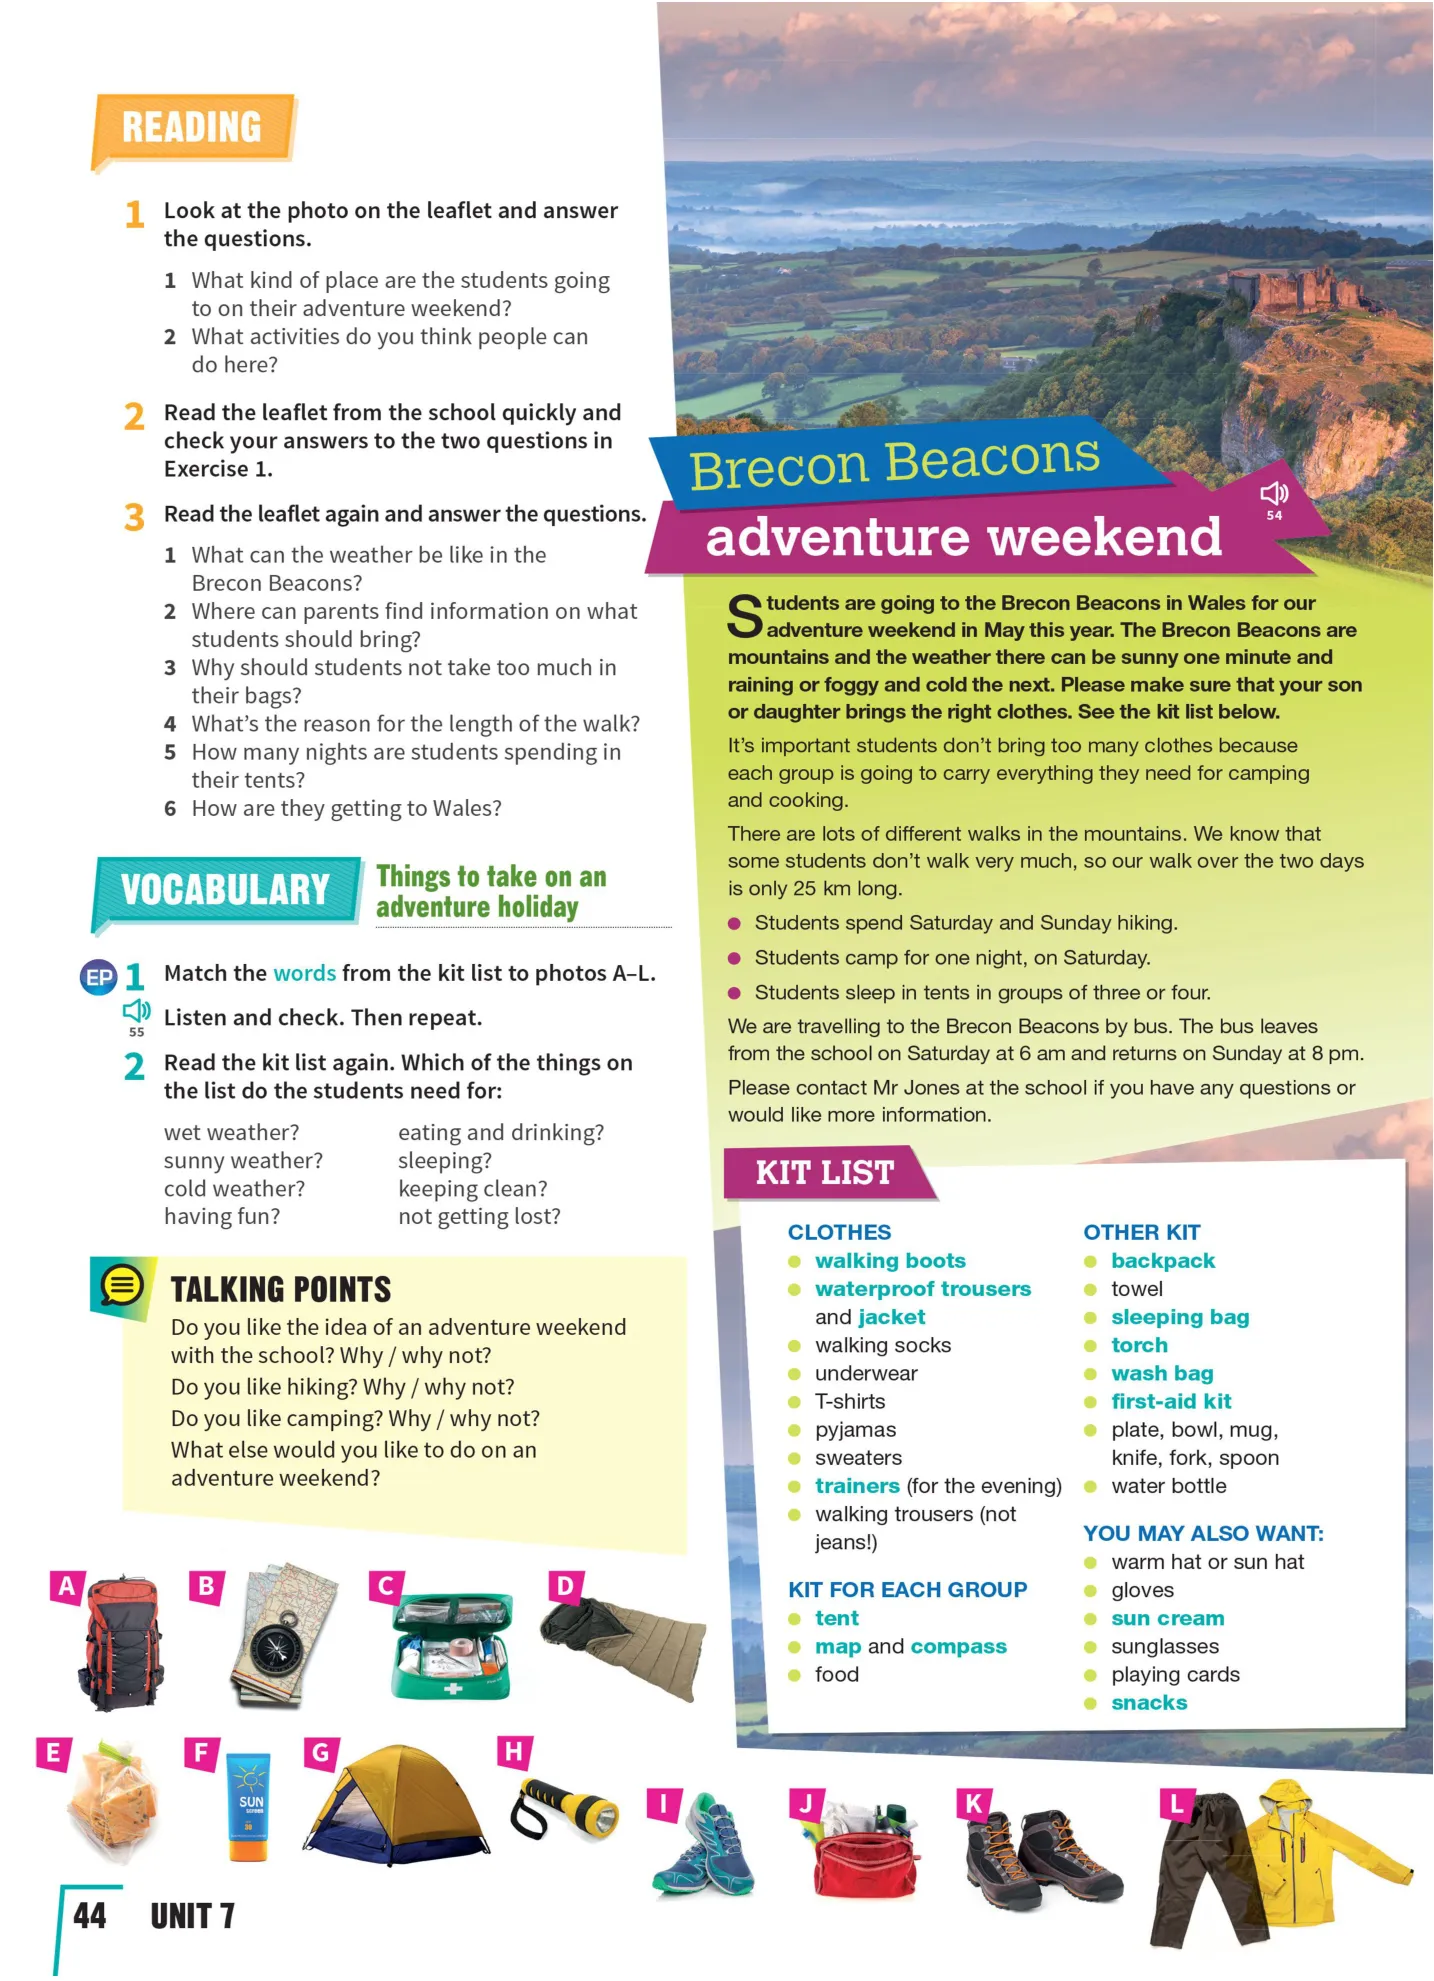 READING
1 Look at the photo on the leaflet and answer
the questions.
1 What kind of place are the students going
to on their adventure weekend?
2 What activities do you think people can
do here?
2 Read the leaflet from the school quickly and
check your answers to the two questions in
Exercise 1.
3 Read the leaflet again and answer the questions.
1 What can the weather be like in the
Brecon Beacons?
2 Where can parents find information on what
students should bring?
3 Why should students not take too much in
their bags?
4 What's the reason for the length of the walk?
5 How many nights are students spending in
their tents?
6 How are they getting to Wales?
VOCABULARY
Things to take on an
adventure holiday
EP 1 Match the words from the kit list to photos A–L.
55 Listen and check. Then repeat.
2 Read the kit list again. Which of the things on
the list do the students need for:
wet weather?
sunny weather?
cold weather?
having fun?
eating and drinking?
sleeping?
keeping clean?
not getting lost?
TALKING POINTS
Do you like the idea of an adventure weekend
with the school? Why / why not?
Do you like hiking? Why / why not?
Do you like camping? Why / why not?
What else would you like to do on an
adventure weekend?
Brecon Beacons
adventure weekend
54
Students are going to the Brecon Beacons in Wales for our
adventure weekend in May this year. The Brecon Beacons are
mountains and the weather there can be sunny one minute and
raining or foggy and cold the next. Please make sure that your son
or daughter brings the right clothes. See the kit list below.
It's important students don't bring too many clothes because
each group is going to carry everything they need for camping
and cooking.
There are lots of different walks in the mountains. We know that
some students don't walk very much, so our walk over the two days
is only 25 km long.
● Students spend Saturday and Sunday hiking.
● Students camp for one night, on Saturday.
● Students sleep in tents in groups of three or four.
We are travelling to the Brecon Beacons by bus. The bus leaves
from the school on Saturday at 6 am and returns on Sunday at 8 pm.
Please contact Mr Jones at the school if you have any questions or
would like more information.
KIT LIST
CLOTHES
● walking boots
● waterproof trousers
and jacket
● walking socks
● underwear
● T-shirts
● pyjamas
● sweaters
● trainers (for the evening)
● walking trousers (not
jeans!)
KIT FOR EACH GROUP
● tent
● map and compass
● food
OTHER KIT
● backpack
● towel
● sleeping bag
● torch
● wash bag
● first-aid kit
● plate, bowl, mug,
knife, fork, spoon
● water bottle
YOU MAY ALSO WANT:
● warm hat or sun hat
● gloves
● sun cream
● sunglasses
● playing cards
● snacks
A
B
C
D
E
F
SUN
30
G
H
I
J
K
L
44 UNIT 7